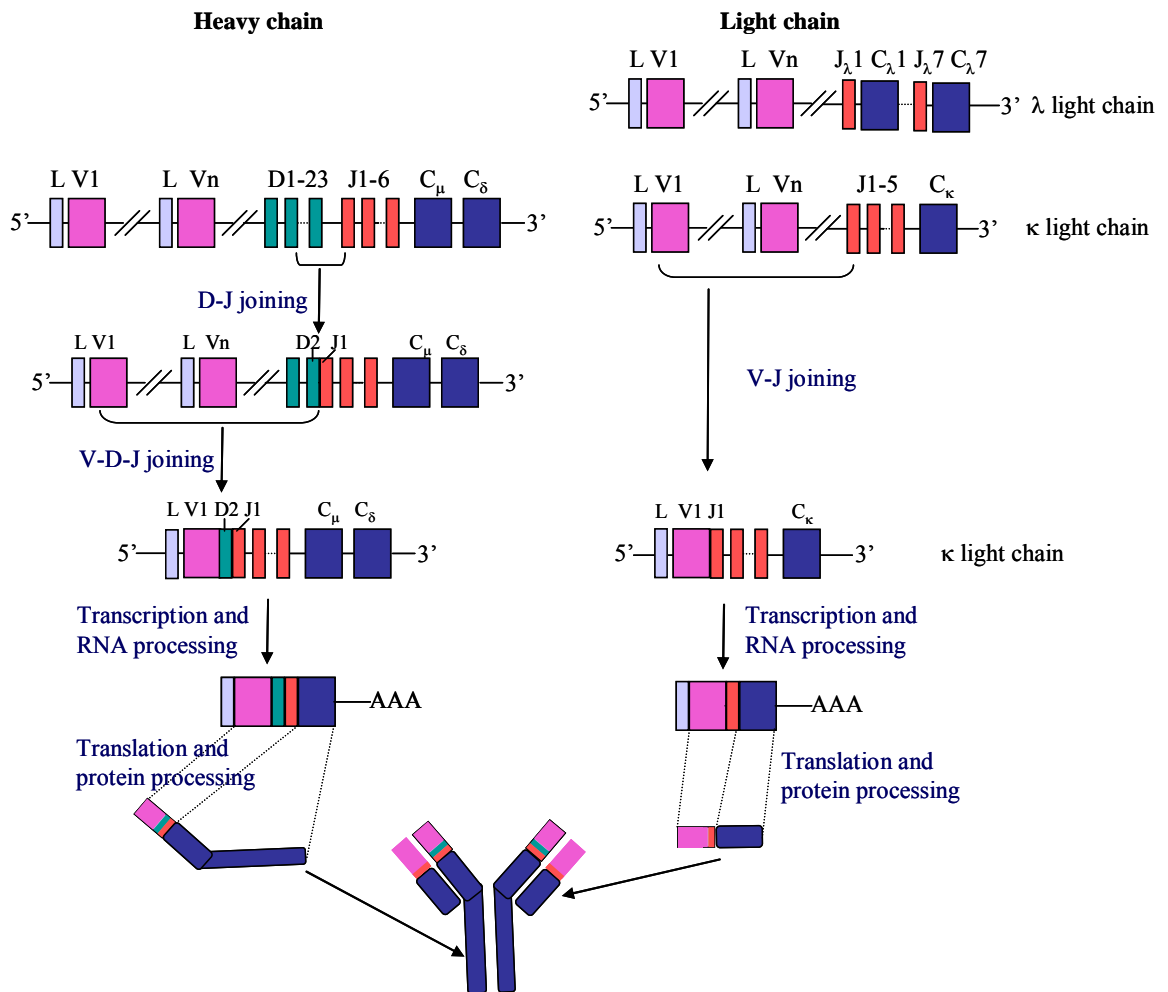 Heavy chain
Light chain
L V1 L Vn Jλ1 Cλ1 Jλ7 Cλ7
5’ 3’ λ light chain
L V1 L Vn D1-23 J1-6 Cμ Cδ
5’ 3’
L V1 L Vn J1-5 Cκ
5’ 3’ κ light chain
D-J joining
L V1 L Vn D2 J1 Cμ Cδ
5’ 3’
V-J joining
V-D-J joining
L V1 D2 J1 Cμ Cδ
5’ 3’
L V1 J1 Cκ
5’ 3’ κ light chain
Transcription and
RNA processing
Transcription and
RNA processing
AAA
AAA
Translation and
protein processing
Translation and
protein processing